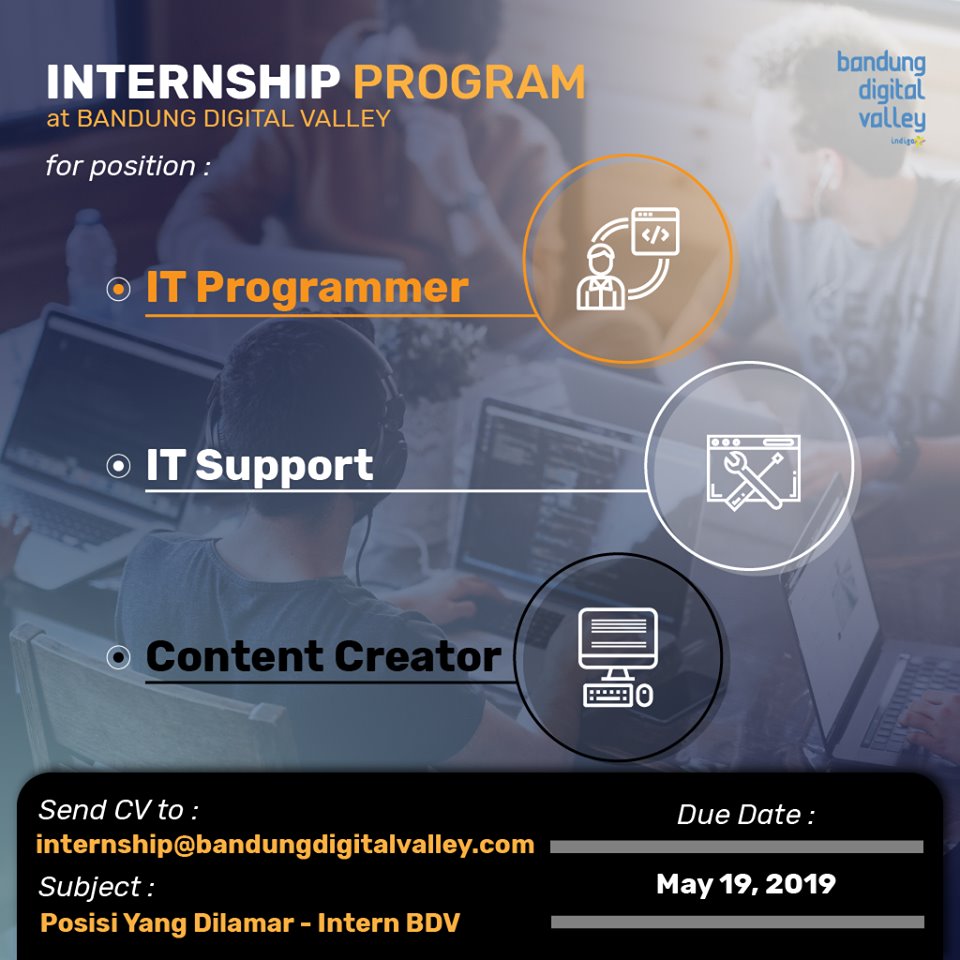 INTERNSHIP PROGRAM
at BANDUNG DIGITAL VALLEY
for position :
bandung
digital
valley
indigo
IT Programmer
</>
IT Support
Content Creator
Send CV to :
internship@bandungdigitalvalley.com
Subject :
Posisi Yang Dilamar - Intern BDV
Due Date :
May 19, 2019